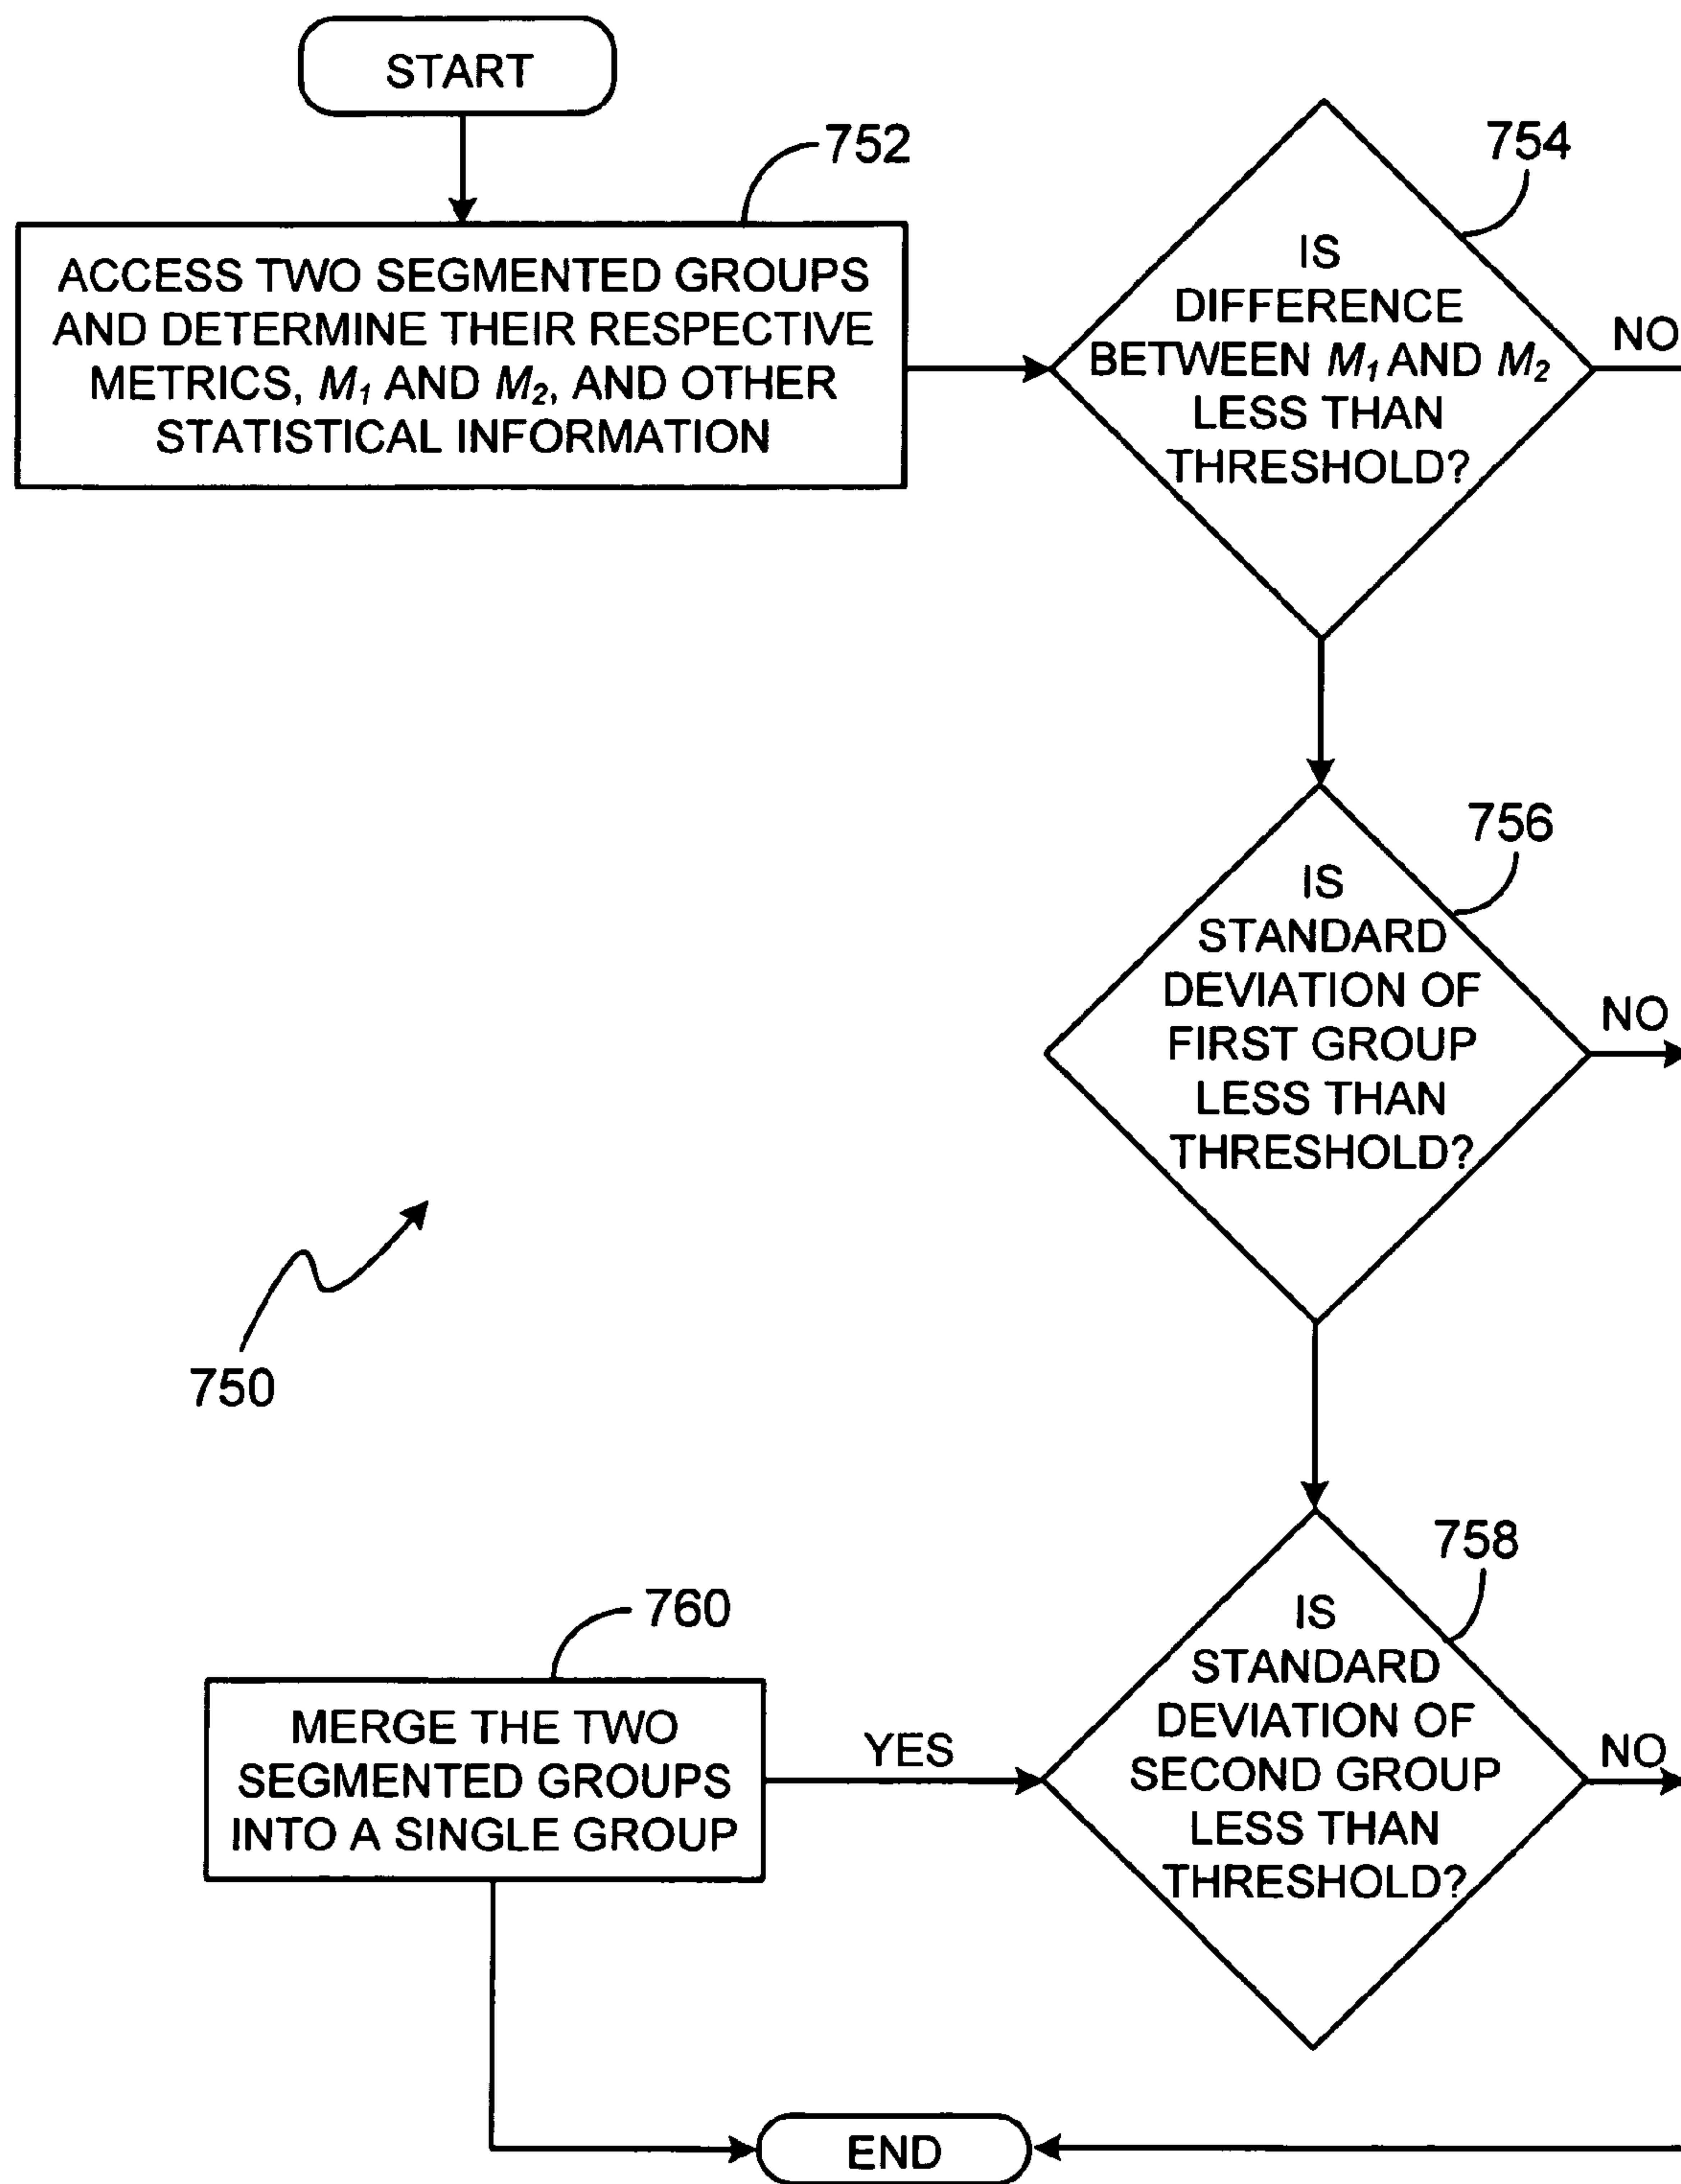 START
752
ACCESS TWO SEGMENTED GROUPS
AND DETERMINE THEIR RESPECTIVE
METRICS, M₁ AND M₂, AND OTHER
STATISTICAL INFORMATION
754
IS
DIFFERENCE
BETWEEN M₁ AND M₂
LESS THAN
THRESHOLD?
NO
756
IS
STANDARD
DEVIATION OF
FIRST GROUP
LESS THAN
THRESHOLD?
NO
750
758
IS
STANDARD
DEVIATION OF
SECOND GROUP
LESS THAN
THRESHOLD?
NO
YES
760
MERGE THE TWO
SEGMENTED GROUPS
INTO A SINGLE GROUP
END